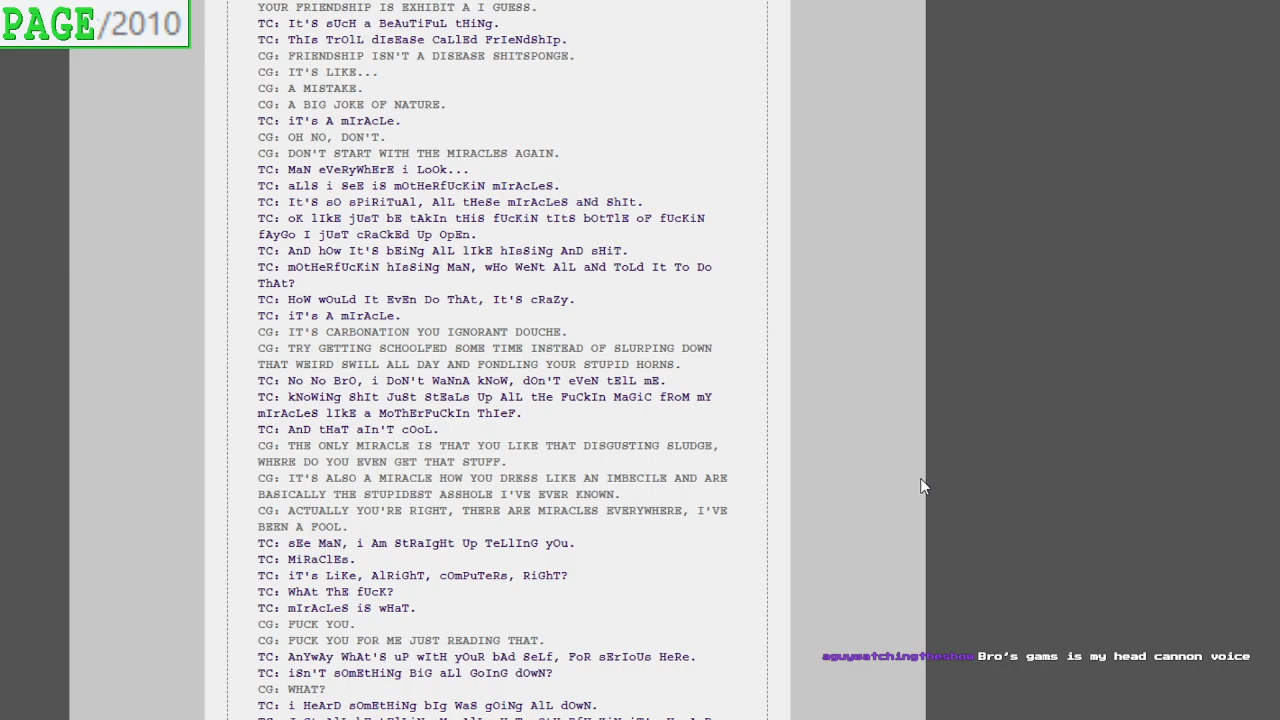 PAGE/2010
YOUR FRIENDSHIP IS EXHIBIT A I GUESS.
TC: It'S sUcH a BeAuTiFuL tHiNg.
TC: ThIs TrOlL dIsEaSe CaLlEd FrIeNdShIp.
CG: FRIENDSHIP ISN'T A DISEASE SHITSPONGE.
CG: IT'S LIKE...
CG: A MISTAKE.
CG: A BIG JOKE OF NATURE.
TC: iT's A mIrAcLe.
CG: OH NO, DON'T.
CG: DON'T START WITH THE MIRACLES AGAIN.
TC: MaN eVeRyWhErE i LoOk...
TC: aLlS i SeE iS mOtHeRfUcKiN mIrAcLeS.
TC: It'S sO sPiRiTuAl, AlL tHeSe mIrAcLeS aNd ShIt.
TC: oK lIkE jUsT bE tAkIn tHiS fUcKiN tItS bOtTlE oF fUcKiN
fAyGo I jUsT cRaCkEd Up OpEn.
TC: AnD hOw It'S bEiNg AlL lIkE hIsSiNg AnD sHiT.
TC: mOtHeRfUcKiN hIsSiNg MaN, wHo WeNt AlL aNd ToLd It To Do
ThAt?
TC: HoW wOuLd It EvEn Do ThAt, It'S cRaZy.
TC: iT's A mIrAcLe.
CG: IT'S CARBONATION YOU IGNORANT DOUCHE.
CG: TRY GETTING SCHOOLFED SOME TIME INSTEAD OF SLURPING DOWN
THAT WEIRD SWILL ALL DAY AND FONDLING YOUR STUPID HORNS.
TC: No No BrO, i DoN't WaNnA kNoW, dOn'T eVeN tElL mE.
TC: kNoWiNg ShIt JuSt StEaLs Up AlL tHe FuCkIn MaGiC fRoM mY
mIrAcLeS lIkE a MoThErFuCkIn ThIeF.
TC: AnD tHaT aIn'T cOoL.
CG: THE ONLY MIRACLE IS THAT YOU LIKE THAT DISGUSTING SLUDGE,
WHERE DO YOU EVEN GET THAT STUFF.
CG: IT'S ALSO A MIRACLE HOW YOU DRESS LIKE AN IMBECILE AND ARE
BASICALLY THE STUPIDEST ASSHOLE I'VE EVER KNOWN.
CG: ACTUALLY YOU'RE RIGHT, THERE ARE MIRACLES EVERYWHERE, I'VE
BEEN A FOOL.
TC: sEe MaN, i Am StRaIgHt Up TeLlInG yOu.
TC: MiRaClEs.
TC: iT's LiKe, AlRiGhT, cOmPuTeRs, RiGhT?
TC: WhAt ThE fUcK?
TC: mIrAcLeS iS wHaT.
CG: FUCK YOU.
CG: FUCK YOU FOR ME JUST READING THAT.
TC: AnYwAy WhAt'S uP wItH yOuR bAd SeLf, FoR sErIoUs HeRe.
TC: iSn'T sOmEtHiNg BiG aLl GoInG dOwN?
CG: WHAT?
TC: i HeArD sOmEtHiNg bIg WaS gOiNg AlL dOwN.
aguywatchingtheshow Bro's gams is my head cannon voice